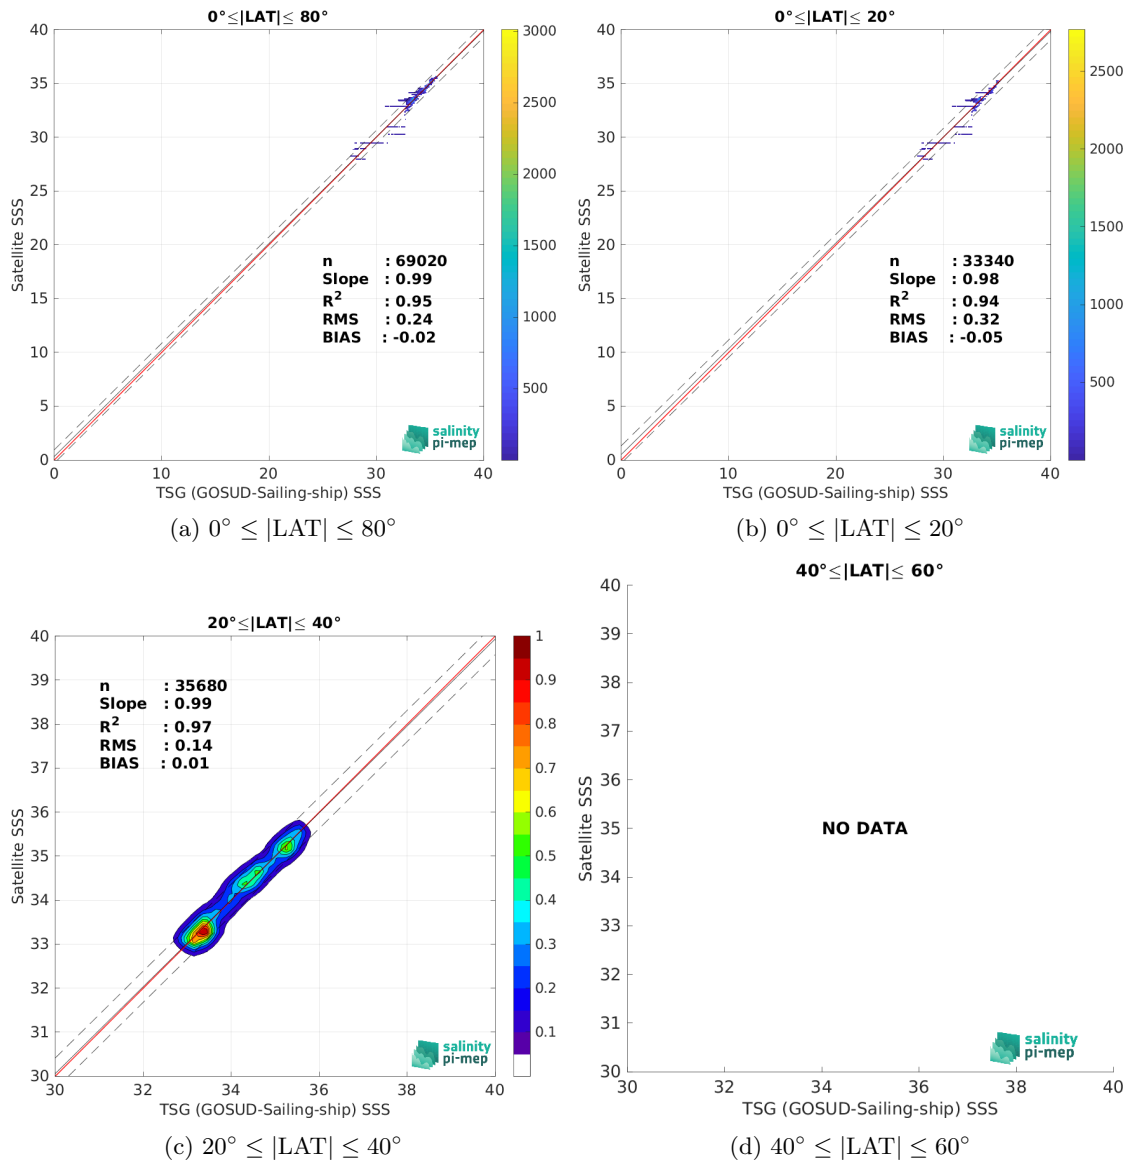 0°≤|LAT|≤ 80°
40
35
30
25
20
15
10
5
0
0
10
20
30
40
Satellite SSS
TSG (GOSUD-Sailing-ship) SSS
n : 69020
Slope : 0.99
R² : 0.95
RMS : 0.24
BIAS : -0.02
salinity
pi-mep
3000
2500
2000
1500
1000
500
(a) 0° ≤ |LAT| ≤ 80°
0°≤|LAT|≤ 20°
40
35
30
25
20
15
10
5
0
0
10
20
30
40
Satellite SSS
TSG (GOSUD-Sailing-ship) SSS
n : 33340
Slope : 0.98
R² : 0.94
RMS : 0.32
BIAS : -0.05
salinity
pi-mep
2500
2000
1500
1000
500
(b) 0° ≤ |LAT| ≤ 20°
20°≤|LAT|≤ 40°
40
39
38
37
36
35
34
33
32
31
30
30
32
34
36
38
40
Satellite SSS
TSG (GOSUD-Sailing-ship) SSS
n : 35680
Slope : 0.99
R² : 0.97
RMS : 0.14
BIAS : 0.01
salinity
pi-mep
1
0.9
0.8
0.7
0.6
0.5
0.4
0.3
0.2
0.1
(c) 20° ≤ |LAT| ≤ 40°
40°≤|LAT|≤ 60°
40
39
38
37
36
35
34
33
32
31
30
30
32
34
36
38
40
Satellite SSS
TSG (GOSUD-Sailing-ship) SSS
NO DATA
salinity
pi-mep
(d) 40° ≤ |LAT| ≤ 60°